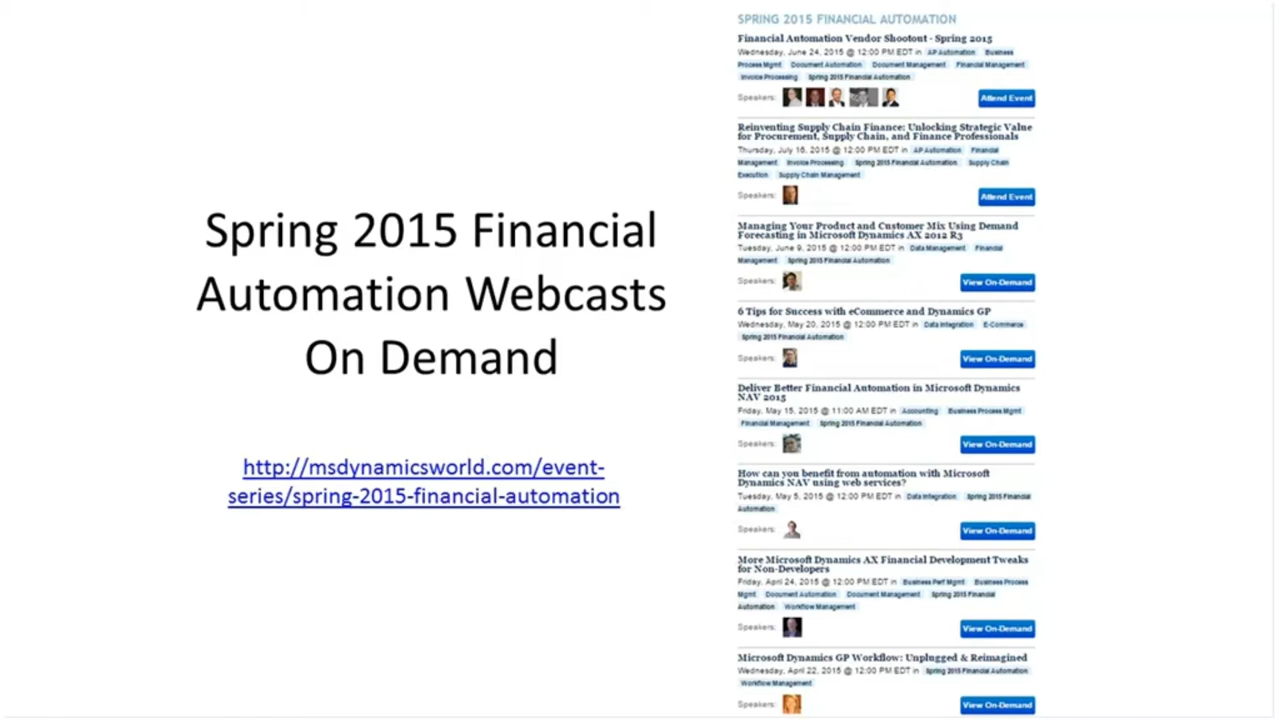 Spring 2015 Financial
Automation Webcasts
On Demand
http://msdynamicsworld.com/event-
series/spring-2015-financial-automation
SPRING 2015 FINANCIAL AUTOMATION
Financial Automation Vendor Shootout - Spring 2015
Wednesday, June 24, 2015 @ 12:00 PM EDT in AP Automation Business
Process Mgmt Document Automation Document Management Financial Management
Invoice Processing Spring 2015 Financial Automation
Speakers:
Attend Event
Reinventing Supply Chain Finance: Unlocking Strategic Value
for Procurement, Supply Chain, and Finance Professionals
Thursday, July 16, 2015 @ 12:00 PM EDT in AP Automation Financial
Management Invoice Processing Spring 2015 Financial Automation Supply Chain
Execution Supply Chain Management
Speakers:
Attend Event
Managing Your Product and Customer Mix Using Demand
Forecasting in Microsoft Dynamics AX 2012 R3
Tuesday, June 9, 2015 @ 12:00 PM EDT in Data Management Financial
Management Spring 2015 Financial Automation
Speakers:
View On-Demand
6 Tips for Success with eCommerce and Dynamics GP
Wednesday, May 20, 2015 @ 12:00 PM EDT in Data Integration E-Commerce
Spring 2015 Financial Automation
Speakers:
View On-Demand
Deliver Better Financial Automation in Microsoft Dynamics
NAV 2015
Friday, May 15, 2015 @ 11:00 AM EDT in Accounting Business Process Mgmt
Financial Management Spring 2015 Financial Automation
Speakers:
View On-Demand
How can you benefit from automation with Microsoft
Dynamics NAV using web services?
Tuesday, May 5, 2015 @ 12:00 PM EDT in Data Integration Spring 2015 Financial
Automation
Speakers:
View On-Demand
More Microsoft Dynamics AX Financial Development Tweaks
for Non-Developers
Friday, April 24, 2015 @ 12:00 PM EDT in Business Perf Mgmt Business Process
Mgmt Document Automation Document Management Spring 2015 Financial
Automation Workflow Management
Speakers:
View On-Demand
Microsoft Dynamics GP Workflow: Unplugged & Reimagined
Wednesday, April 22, 2015 @ 12:00 PM EDT in Spring 2015 Financial Automation
Workflow Management
Speakers:
View On-Demand